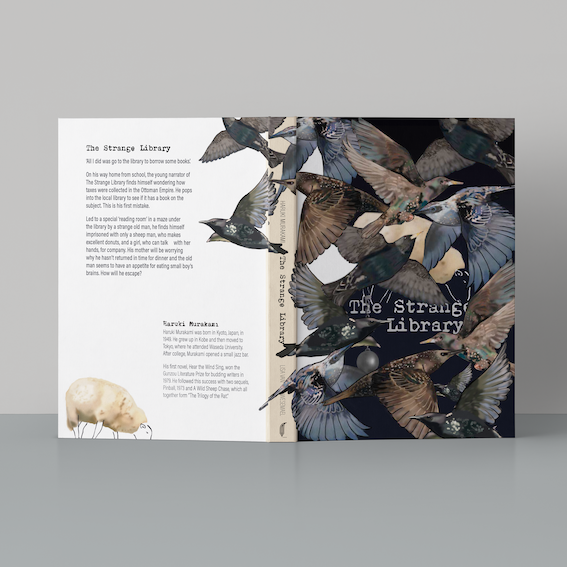 The Strange Library
'All I did was go to the library to borrow some books'.
On his way home from school, the young narrator of
The Strange Library finds himself wondering how
taxes were collected in the Ottoman Empire. He pops
into the local library to see if it has a book on the
subject. This is his first mistake.
Led to a special 'reading room' in a maze under
the library by a strange old man, he finds himself
imprisoned with only a sheep man, who makes
excellent donuts, and a girl, who can talk with her
hands, for company. His mother will be worrying
why he hasn't returned in time for dinner and the old
man seems to have an appetite for eating small boy's
brains. How will he escape?
Haruki Murakami
Haruki Murakami was born in Kyoto, Japan, in
1949. He grew up in Kobe and then moved to
Tokyo, where he attended Waseda University.
After college, Murakami opened a small jazz bar.
His first novel, Hear the Wind Sing, won the
Gunzou Literature Prize for budding writers in
1979. He followed this success with two sequels,
Pinball, 1973 and A Wild Sheep Chase, which all
together form "The Trilogy of the Rat."
HARUKI MURAKAMI
The Strange Library
The Strange
Library